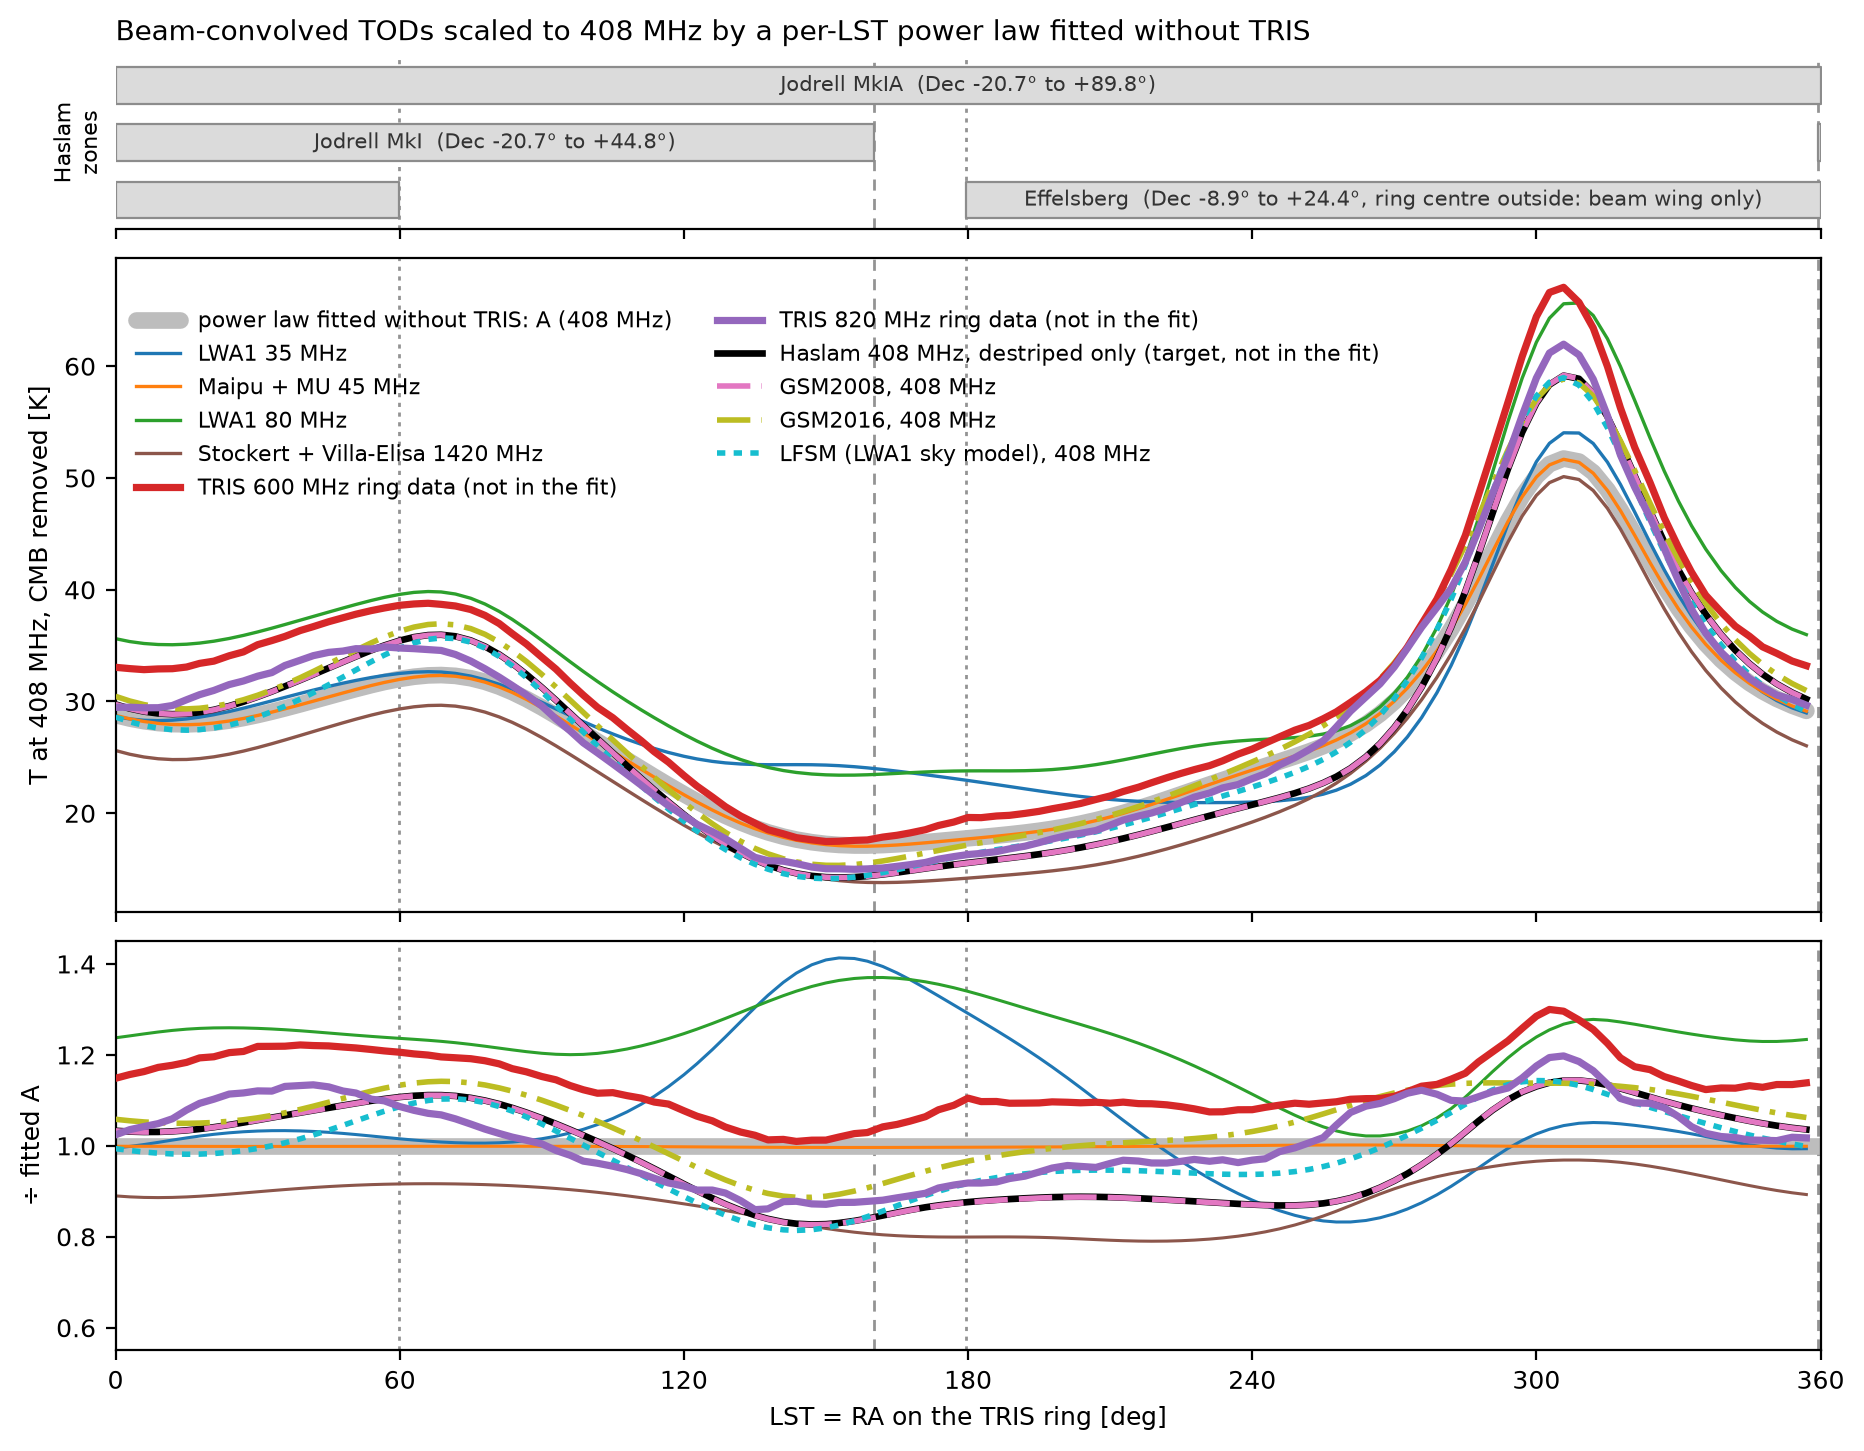 Beam-convolved TODs scaled to 408 MHz by a per-LST power law fitted without TRIS
Haslam
zones
Jodrell MkIA  (Dec -20.7° to +89.8°)
Jodrell MkI  (Dec -20.7° to +44.8°)
Effelsberg  (Dec -8.9° to +24.4°, ring centre outside: beam wing only)
T at 408 MHz, CMB removed [K]
60
50
40
30
20
power law fitted without TRIS: A (408 MHz)
LWA1 35 MHz
Maipu + MU 45 MHz
LWA1 80 MHz
Stockert + Villa-Elisa 1420 MHz
TRIS 600 MHz ring data (not in the fit)
TRIS 820 MHz ring data (not in the fit)
Haslam 408 MHz, destriped only (target, not in the fit)
GSM2008, 408 MHz
GSM2016, 408 MHz
LFSM (LWA1 sky model), 408 MHz
÷ fitted A
1.4
1.2
1.0
0.8
0.6
0
60
120
180
240
300
360
LST = RA on the TRIS ring [deg]